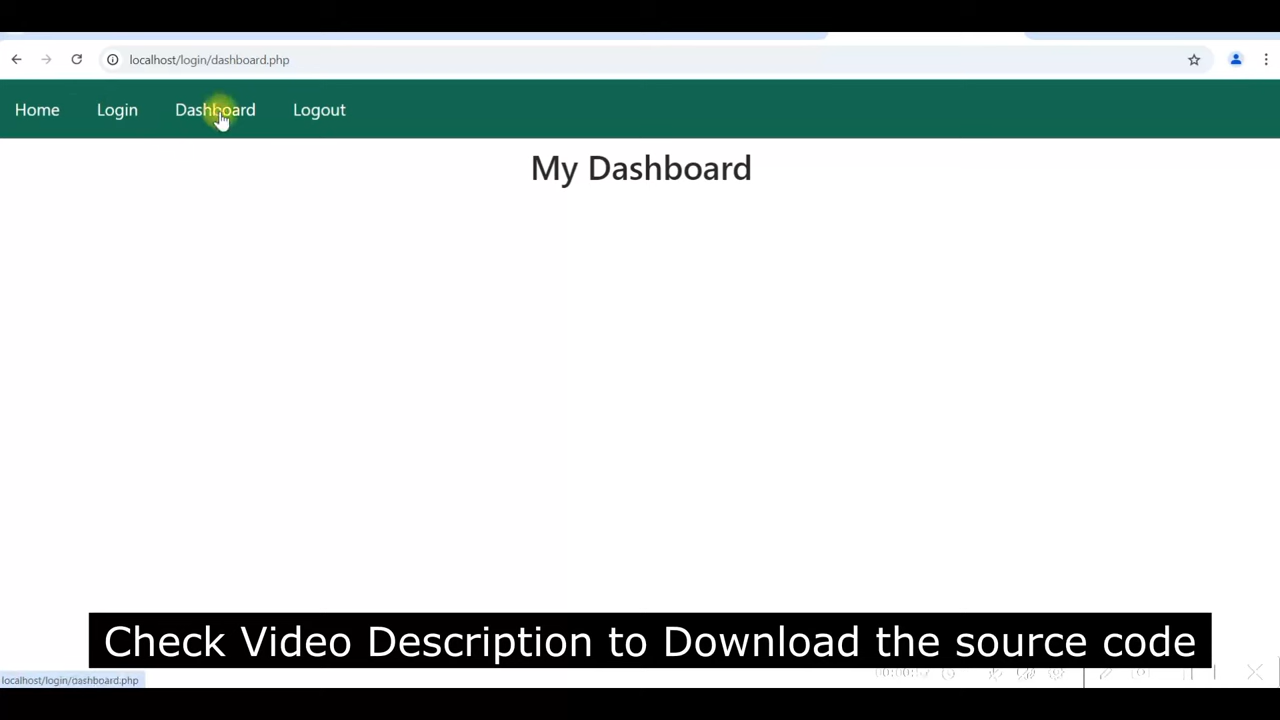 localhost/login/dashboard.php
Home Login Dashboard Logout
My Dashboard
Check Video Description to Download the source code
localhost/login/dashboard.php